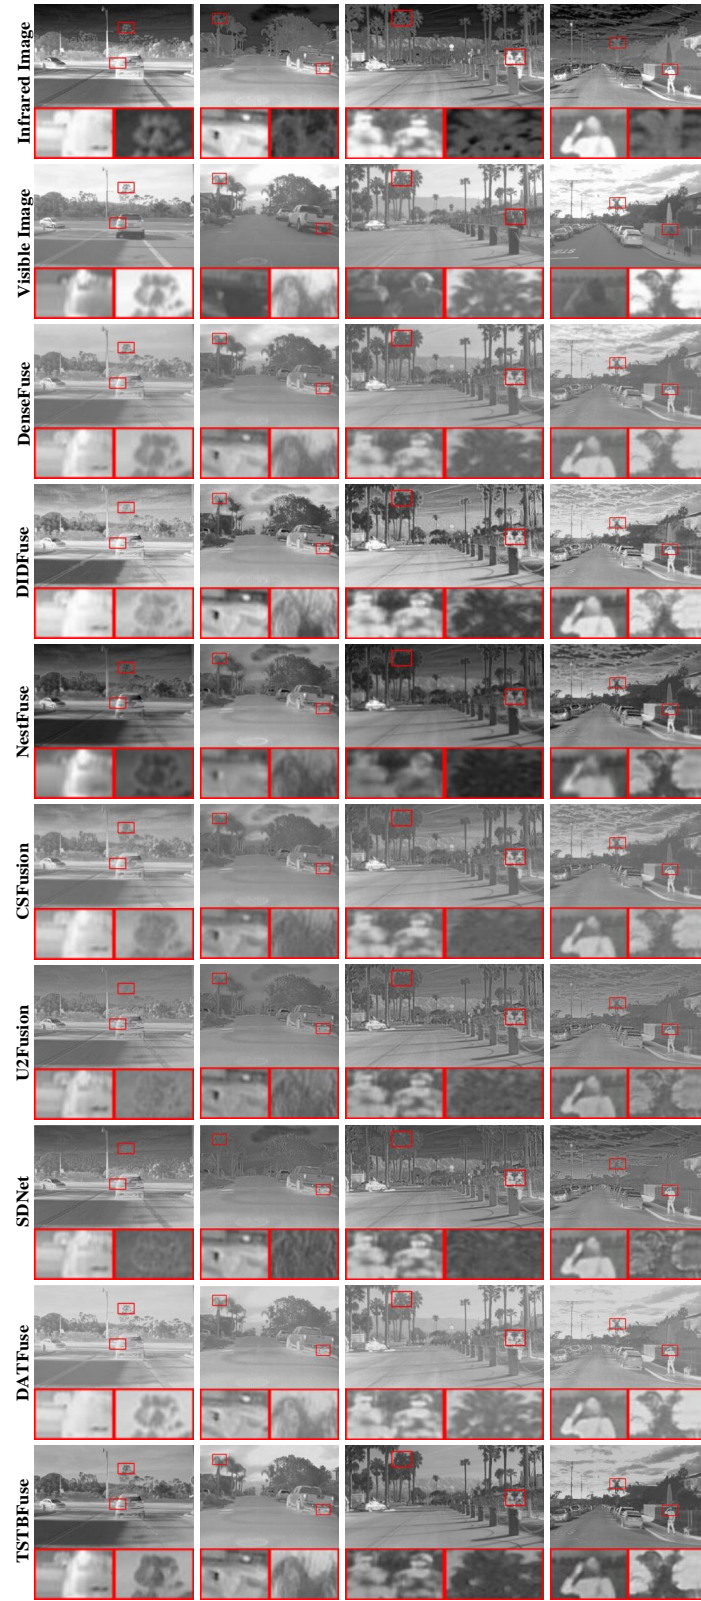 Infrared Image
Visible Image
DenseFuse
DIDFuse
NestFuse
CSFusion
U2Fusion
SDNet
DATFuse
TSTBFuse